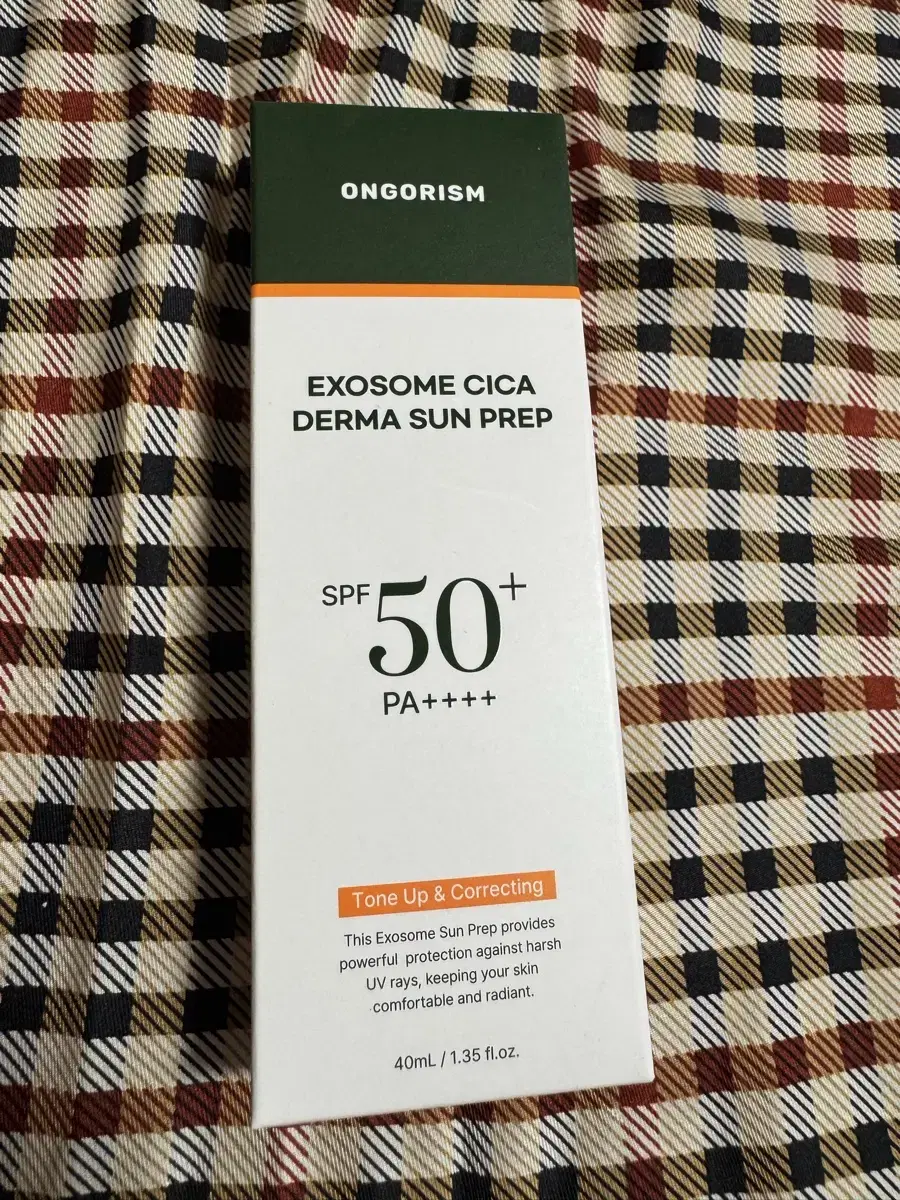 ONGORISM
EXOSOME CICA
DERMA SUN PREP
SPF 50+
PA++++
Tone Up & Correcting
This Exosome Sun Prep provides
powerful protection against harsh
UV rays, keeping your skin
comfortable and radiant.
40mL / 1.35 fl.oz.